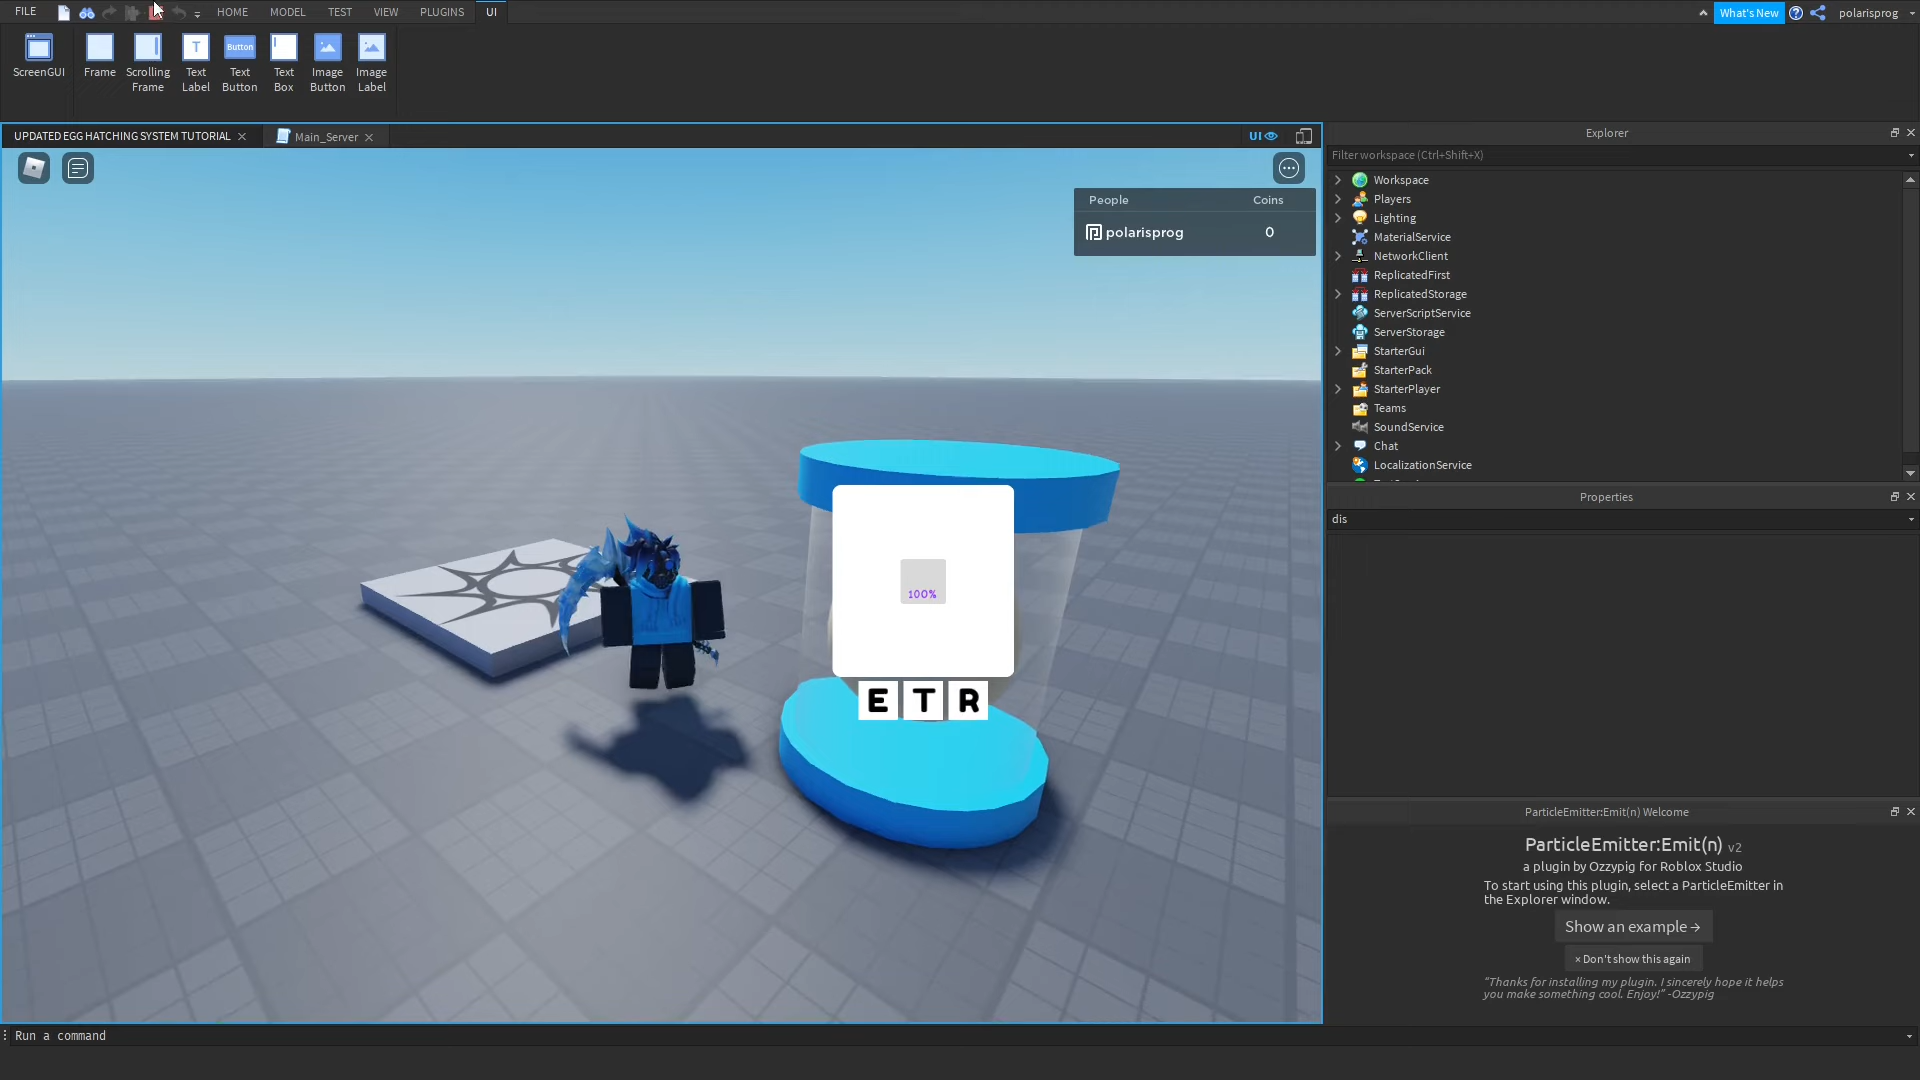 FILE
HOME
MODEL
TEST
VIEW
PLUGINS
UI
What's New
polarisprog
ScreenGUI
Frame
Scrolling
Frame
Text
Label
Button
Text
Button
Text
Box
Image
Button
Image
Label
UPDATED EGG HATCHING SYSTEM TUTORIAL
Main_Server
UI
People Coins
polarisprog 0
100%
E T R
Explorer
Filter workspace (Ctrl+Shift+X)
Workspace
Players
Lighting
MaterialService
NetworkClient
ReplicatedFirst
ReplicatedStorage
ServerScriptService
ServerStorage
StarterGui
StarterPack
StarterPlayer
Teams
SoundService
Chat
LocalizationService
Properties
dis
ParticleEmitter:Emit(n) Welcome
ParticleEmitter:Emit(n) v2
a plugin by Ozzypig for Roblox Studio
To start using this plugin, select a ParticleEmitter in
the Explorer window.
Show an example →
× Don't show this again
"Thanks for installing my plugin. I sincerely hope it helps
you make something cool. Enjoy!" -Ozzypig
Run a command